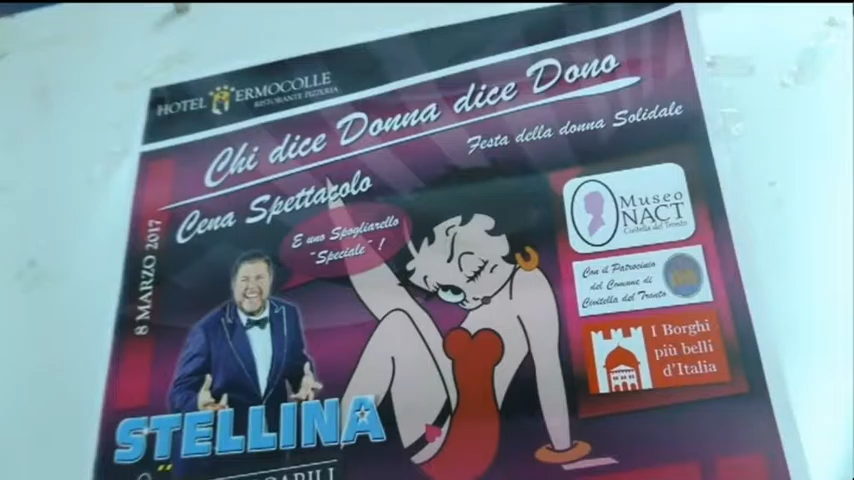 HOTEL ERMOCOLLE
RISTORANTE PIZZERIA
Chi dice Donna dice Dono
Festa della donna Solidale
Cena Spettacolo
E uno Spogliarello
"Speciale" !
8 MARZO 2017
Museo
NACT
Civitella del Tronto
Con il Patrocinio
del Comune di
Civitella del Tronto
I Borghi
più belli
d'Italia
STELLINA